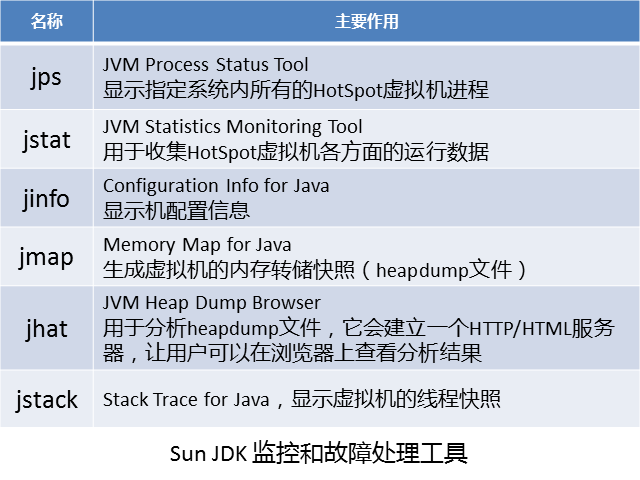 名称 主要作用
jps
JVM Process Status Tool
显示指定系统内所有的HotSpot虚拟机进程
jstat
JVM Statistics Monitoring Tool
用于收集HotSpot虚拟机各方面的运行数据
jinfo
Configuration Info for Java
显示机配置信息
jmap
Memory Map for Java
生成虚拟机的内存转储快照（heapdump文件）
jhat
JVM Heap Dump Browser
用于分析heapdump文件，它会建立一个HTTP/HTML服务
器，让用户可以在浏览器上查看分析结果
jstack
Stack Trace for Java，显示虚拟机的线程快照
Sun JDK 监控和故障处理工具